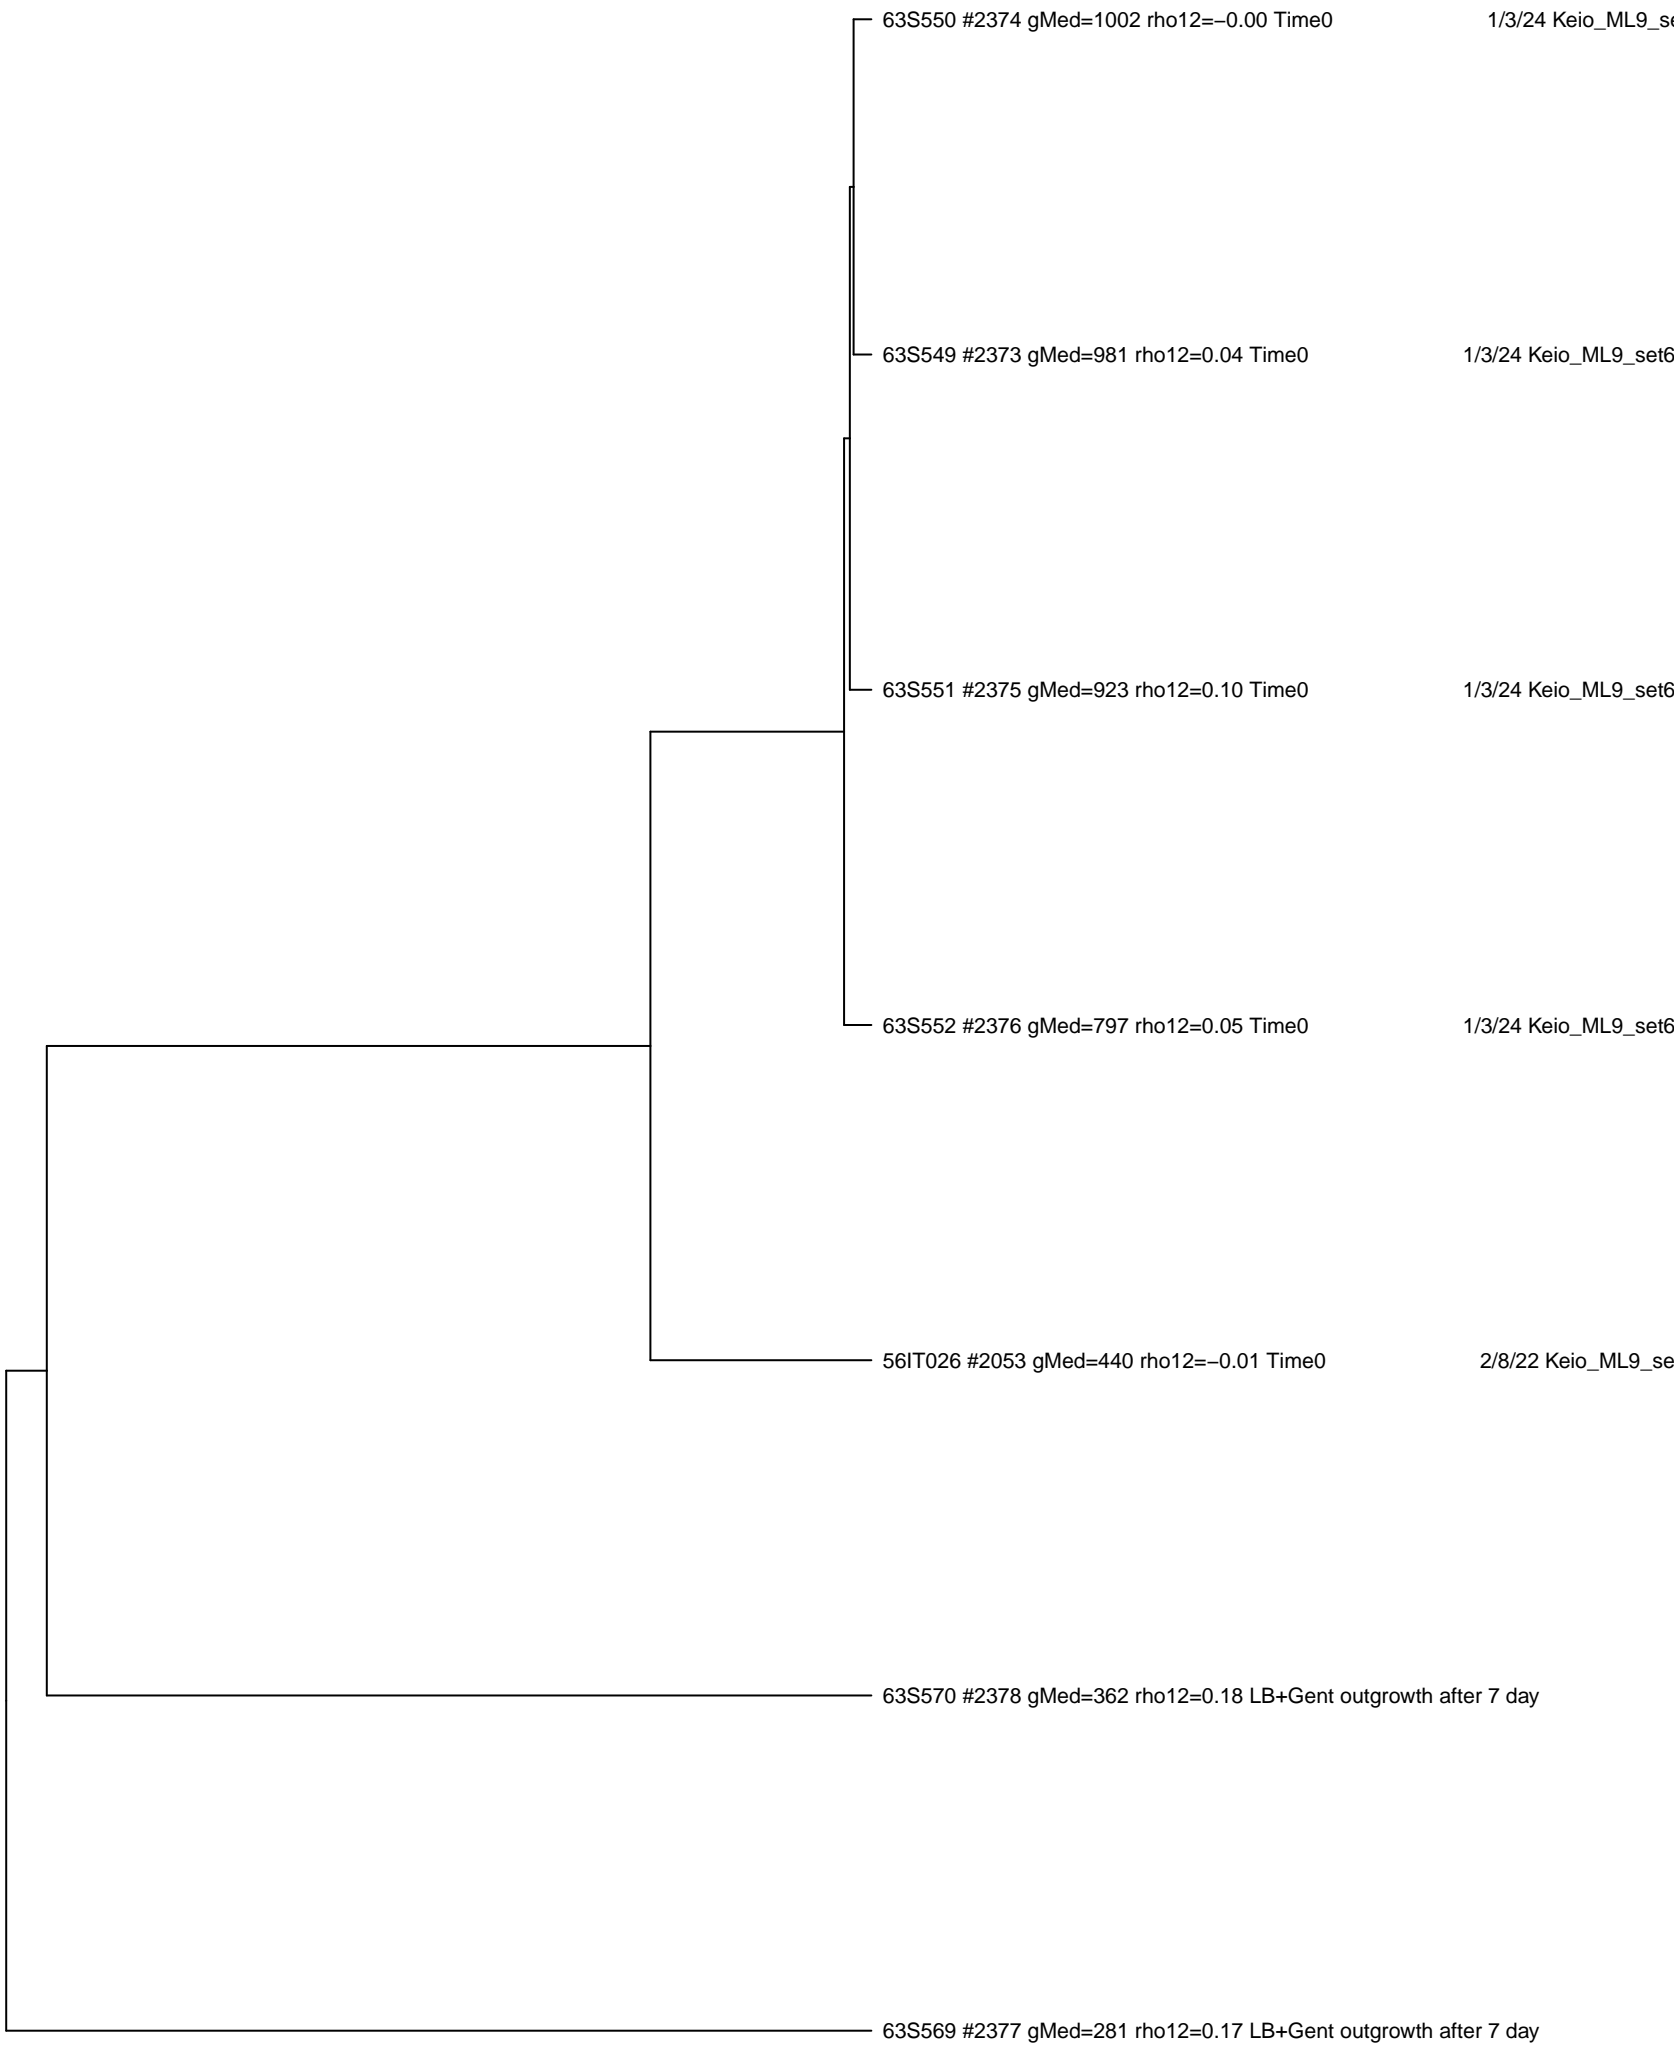 63S550 #2374 gMed=1002 rho12=−0.00 Time0 1/3/24 Keio_ML9_se
63S549 #2373 gMed=981 rho12=0.04 Time0 1/3/24 Keio_ML9_set6
63S551 #2375 gMed=923 rho12=0.10 Time0 1/3/24 Keio_ML9_set6
63S552 #2376 gMed=797 rho12=0.05 Time0 1/3/24 Keio_ML9_set6
56IT026 #2053 gMed=440 rho12=−0.01 Time0 2/8/22 Keio_ML9_se
63S570 #2378 gMed=362 rho12=0.18 LB+Gent outgrowth after 7 day
63S569 #2377 gMed=281 rho12=0.17 LB+Gent outgrowth after 7 day